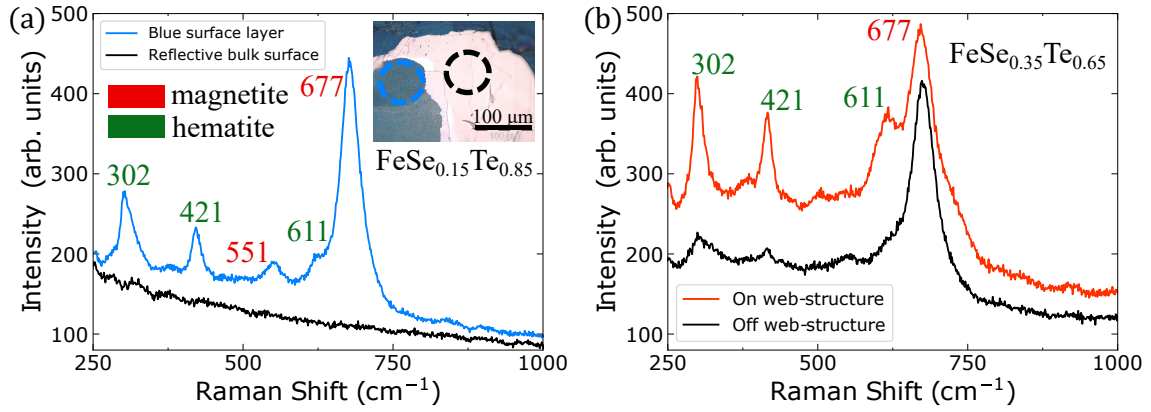 (a)
Intensity (arb. units)
500
400
300
200
100
Blue surface layer
Reflective bulk surface
magnetite
hematite
677
302
421
551
611
100 μm
FeSe0.15Te0.85
250
500
750
1000
Raman Shift (cm⁻¹)
(b)
Intensity (arb. units)
500
400
300
200
100
677
FeSe0.35Te0.65
302
421
611
On web-structure
Off web-structure
250
500
750
1000
Raman Shift (cm⁻¹)